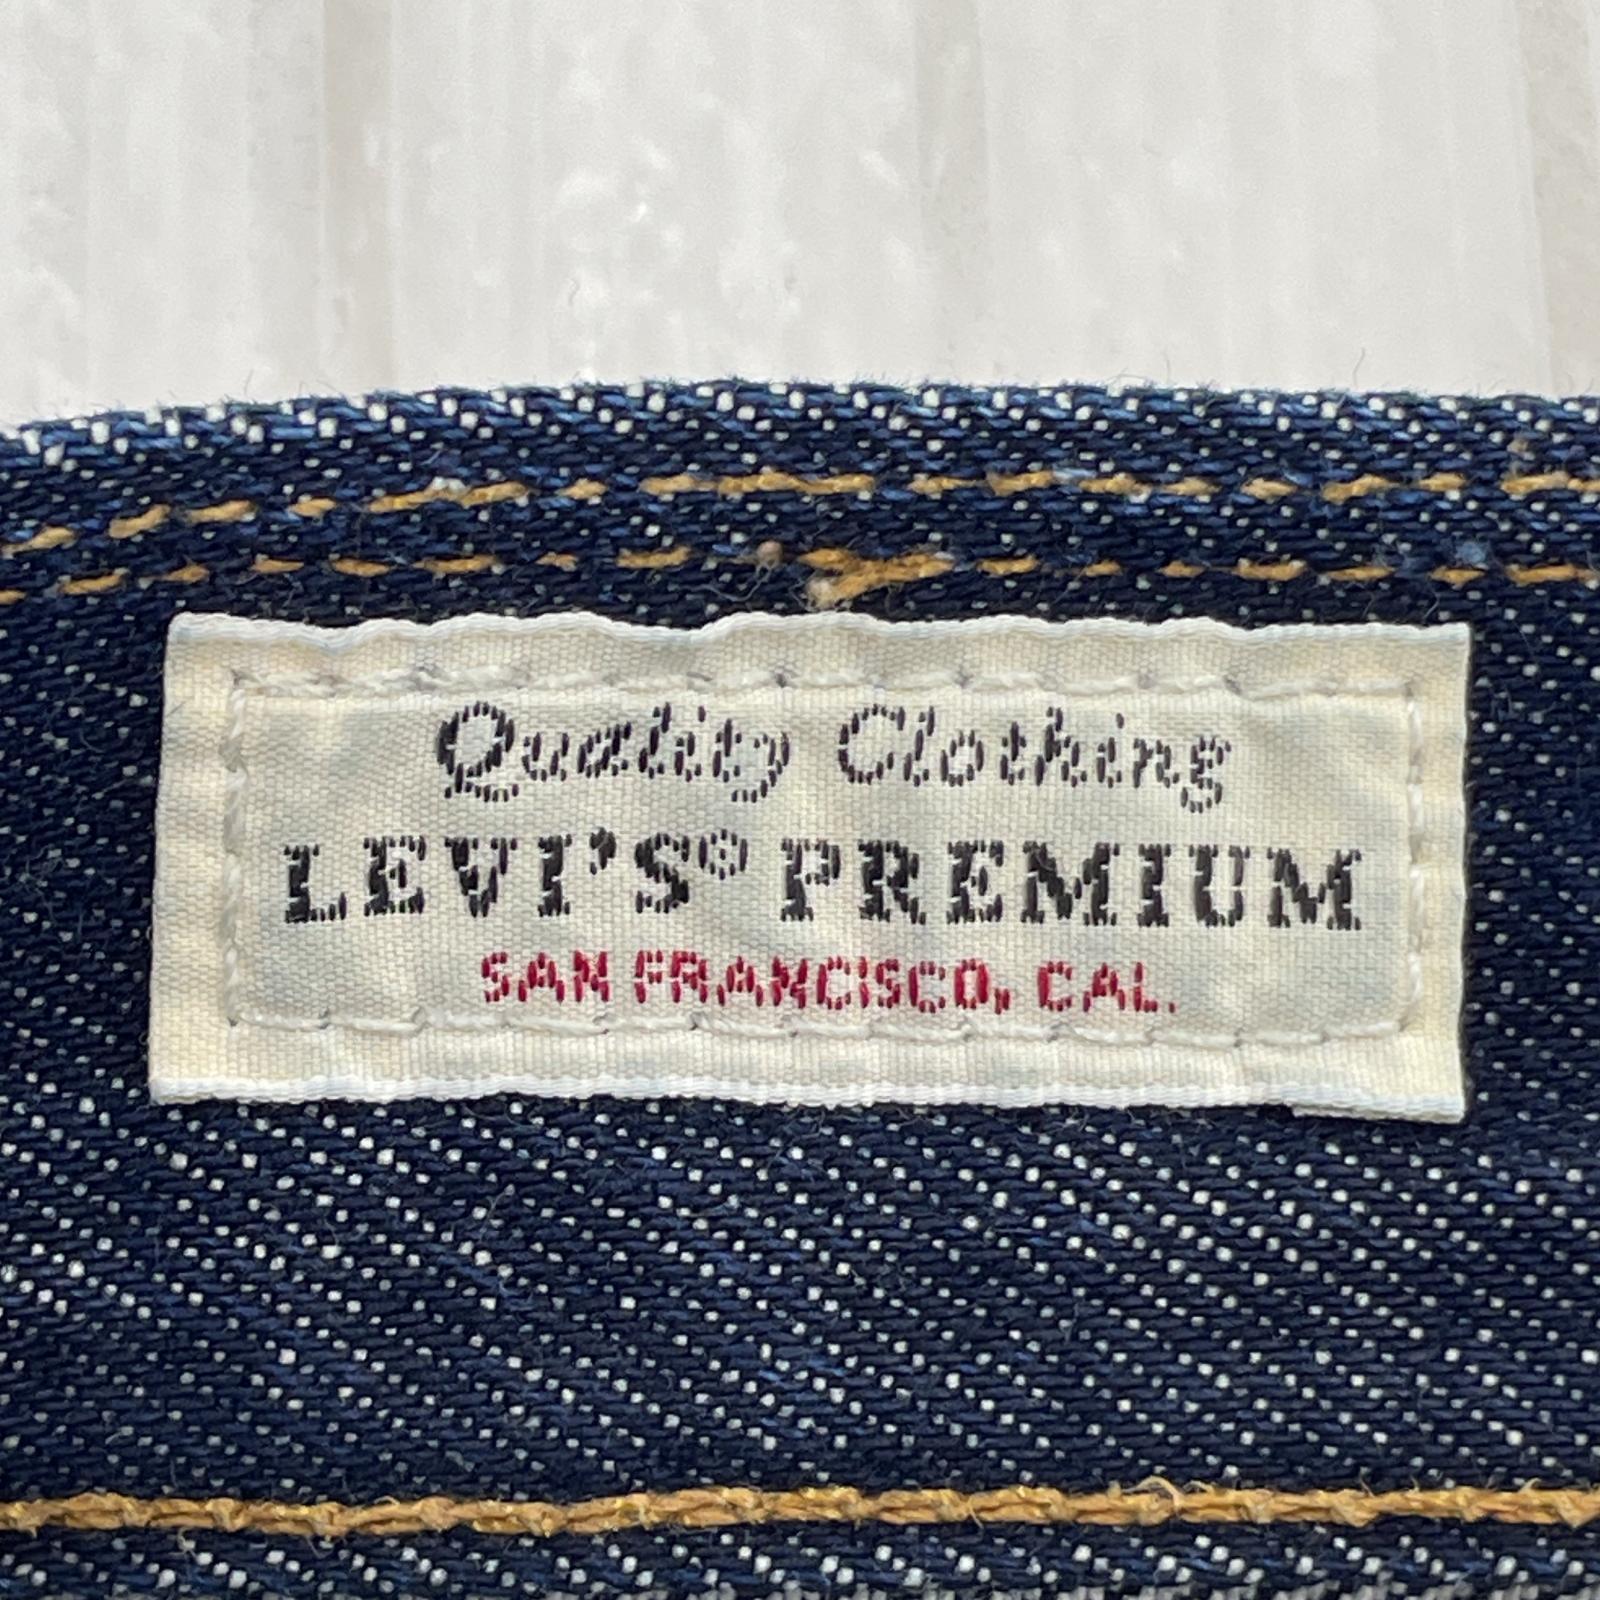 Quality Clothing
LEVI'S® PREMIUM
SAN FRANCISCO, CAL.